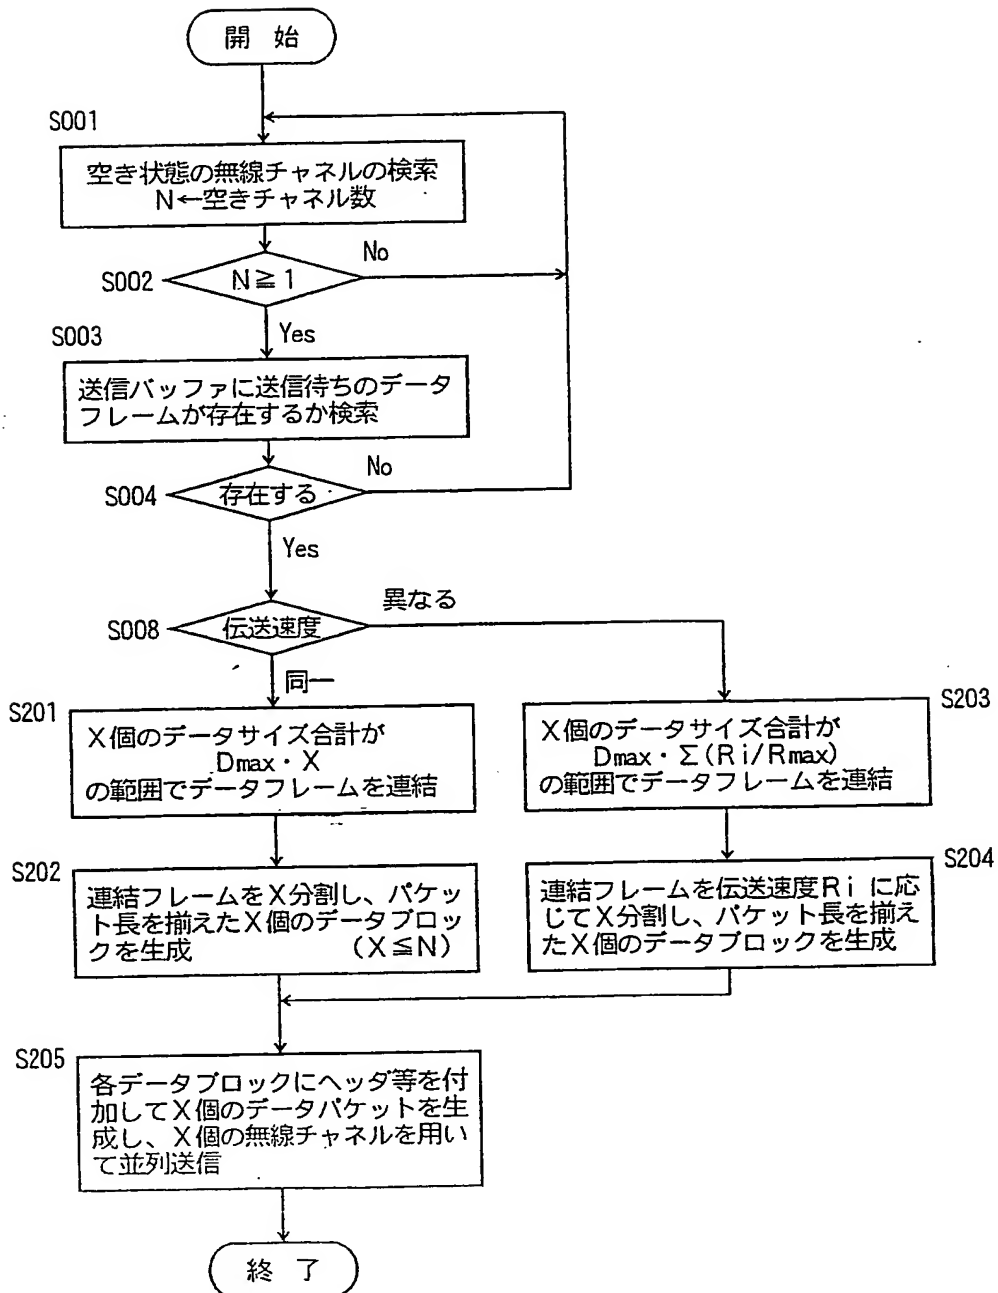 開 始
S001
空き状態の無線チャネルの検索
N←空きチャネル数
S002
N≧1
No
Yes
S003
送信バッファに送信待ちのデータ
フレームが存在するか検索
S004
存在する
No
Yes
S008
伝送速度
異なる
同一
S201
X個のデータサイズ合計が
Dmax・X
の範囲でデータフレームを連結
S203
X個のデータサイズ合計が
Dmax・Σ(Ri/Rmax)
の範囲でデータフレームを連結
S202
連結フレームをX分割し、パケッ
ト長を揃えたX個のデータブロッ
クを生成 (X≦N)
S204
連結フレームを伝送速度Riに応
じてX分割し、パケット長を揃え
たX個のデータブロックを生成
S205
各データブロックにヘッダ等を付
加してX個のデータパケットを生
成し、X個の無線チャネルを用い
て並列送信
終 了